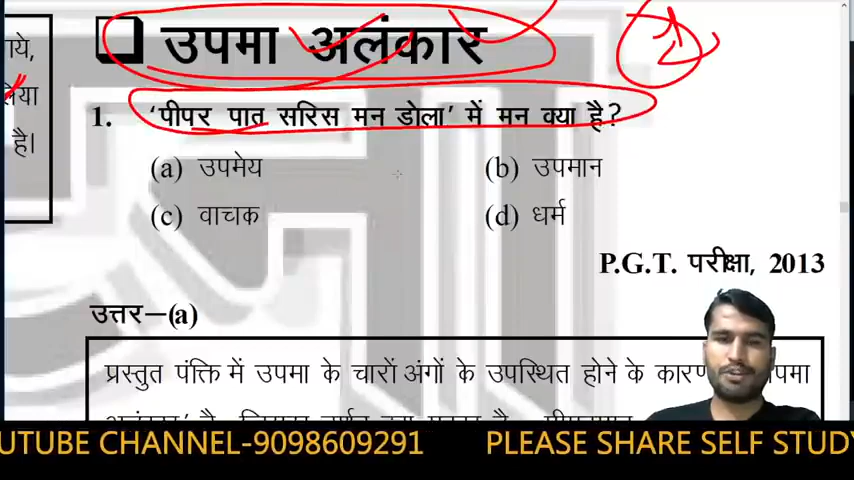 उपमा अलंकार
गये,
है।
1. ‘पीपर पात सरिस मन डोला’ में मन क्या है?
(a) उपमेय (b) उपमान
(c) वाचक (d) धर्म
P.G.T. परीक्षा, 2013
उत्तर–(a)
प्रस्तुत पंक्ति में उपमा के चारों अंगों के उपस्थित होने के कारण
UTUBE CHANNEL-9098609291 PLEASE SHARE SELF STUDY